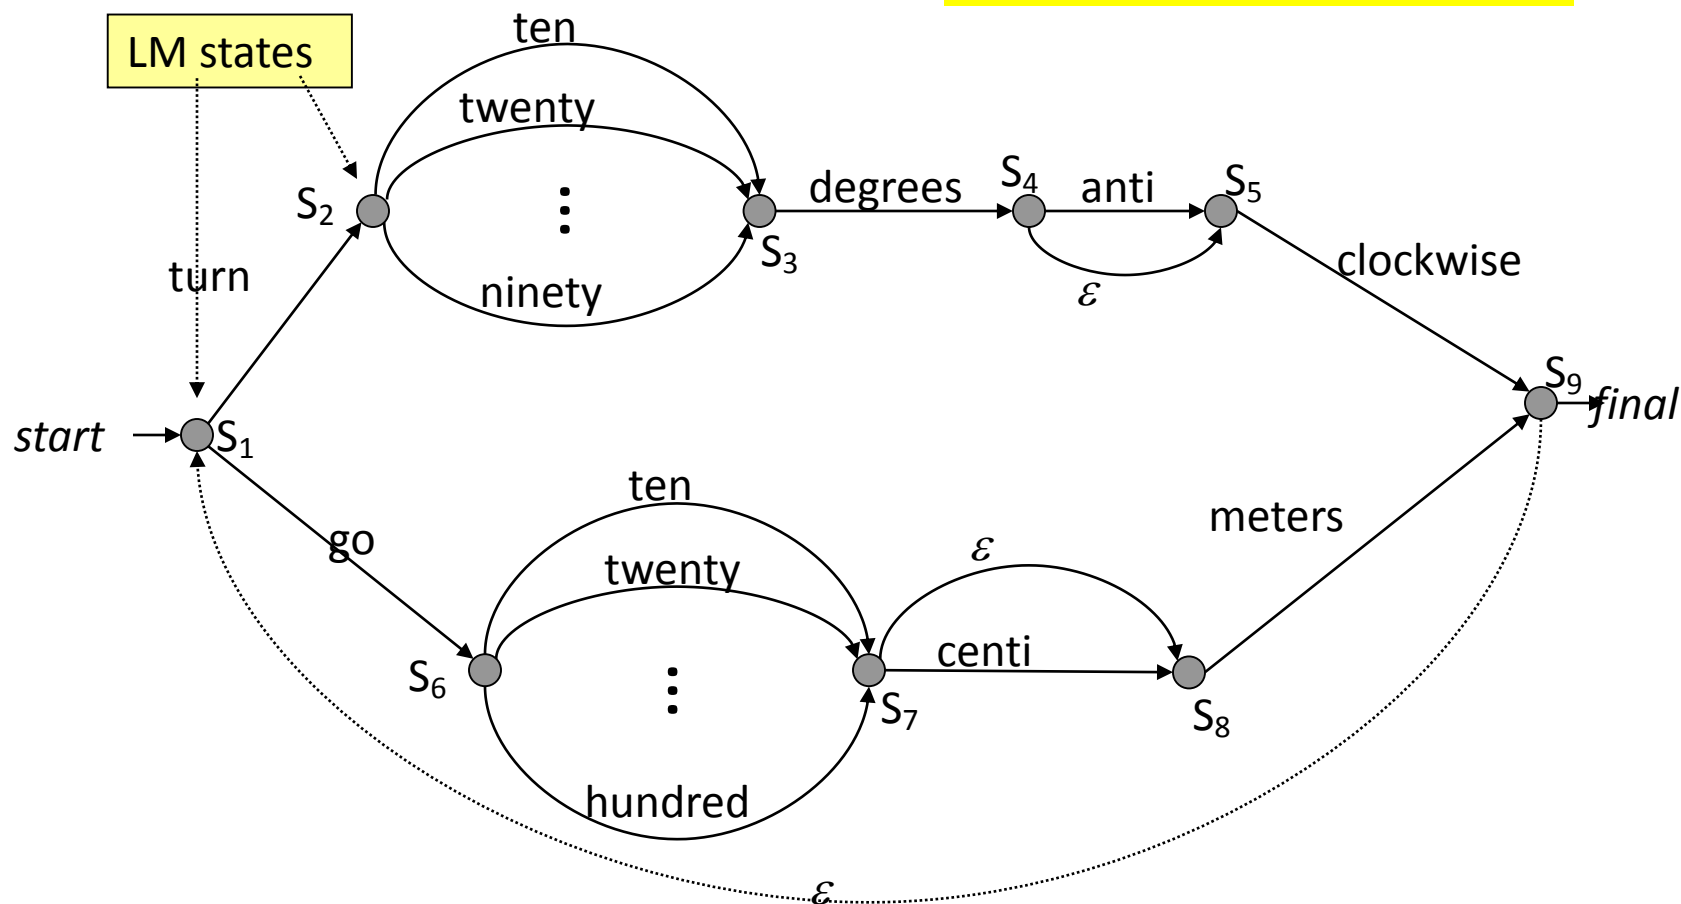 LM states
ten
twenty
⋮
ninety
S₂
S₃
degrees
S₄
anti
S₅
ε
clockwise
turn
start
S₁
S₉
final
go
ten
twenty
⋮
hundred
S₆
S₇
ε
centi
S₈
meters
ε